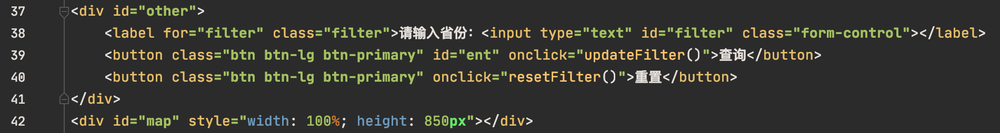 37 <div id="other">
38     <label for="filter" class="filter">请输入省份：<input type="text" id="filter" class="form-control"></label>
39     <button class="btn btn-lg btn-primary" id="ent" onclick="updateFilter()">查询</button>
40     <button class="btn btn-lg btn-primary" onclick="resetFilter()">重置</button>
41 </div>
42 <div id="map" style="width: 100%; height: 850px"></div>